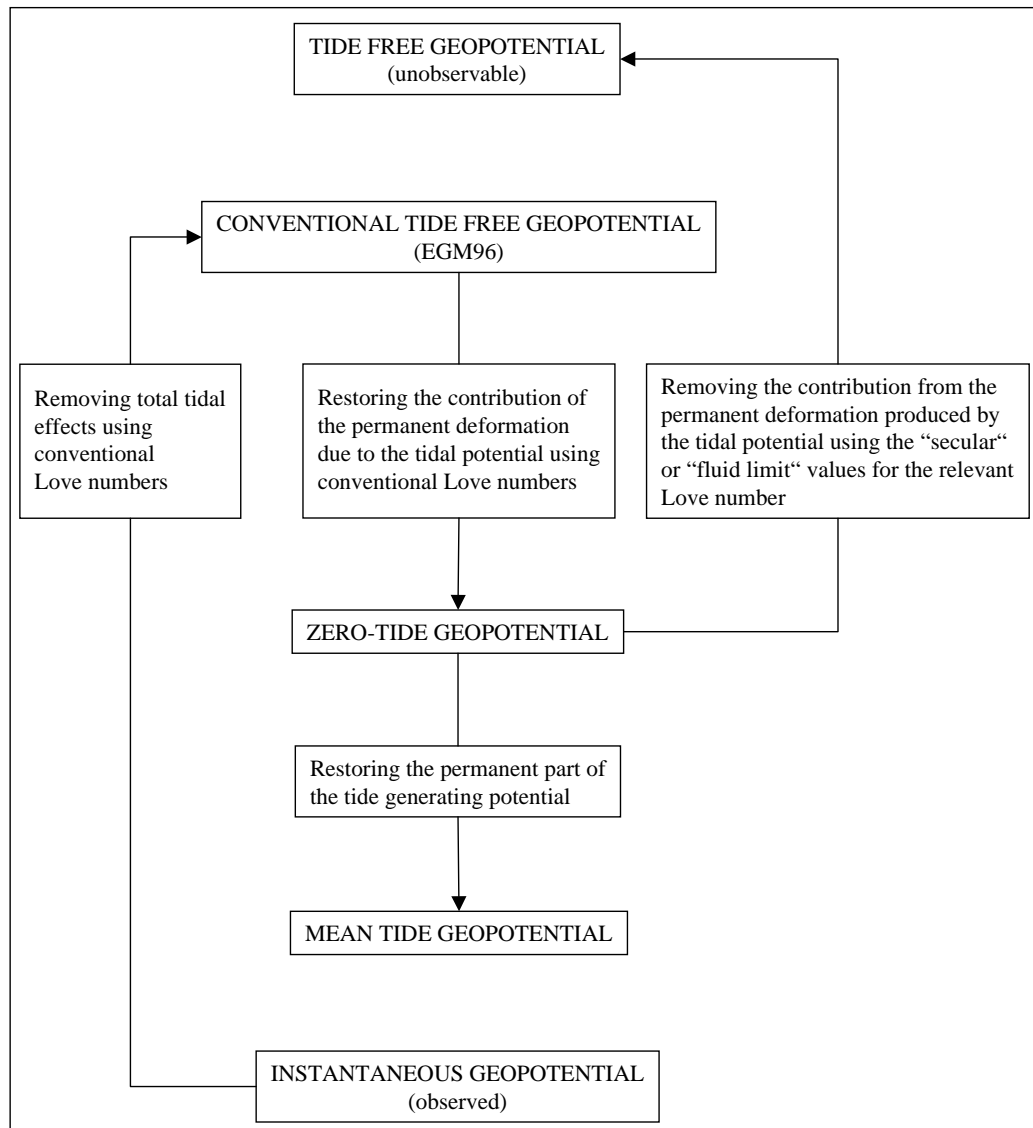 TIDE FREE GEOPOTENTIAL
(unobservable)
CONVENTIONAL TIDE FREE GEOPOTENTIAL
(EGM96)
Removing total tidal
effects using
conventional
Love numbers
Restoring the contribution of
the permanent deformation
due to the tidal potential using
conventional Love numbers
Removing the contribution from the
permanent deformation produced by
the tidal potential using the “secular“
or “fluid limit“ values for the relevant
Love number
ZERO-TIDE GEOPOTENTIAL
Restoring the permanent part of
the tide generating potential
MEAN TIDE GEOPOTENTIAL
INSTANTANEOUS GEOPOTENTIAL
(observed)